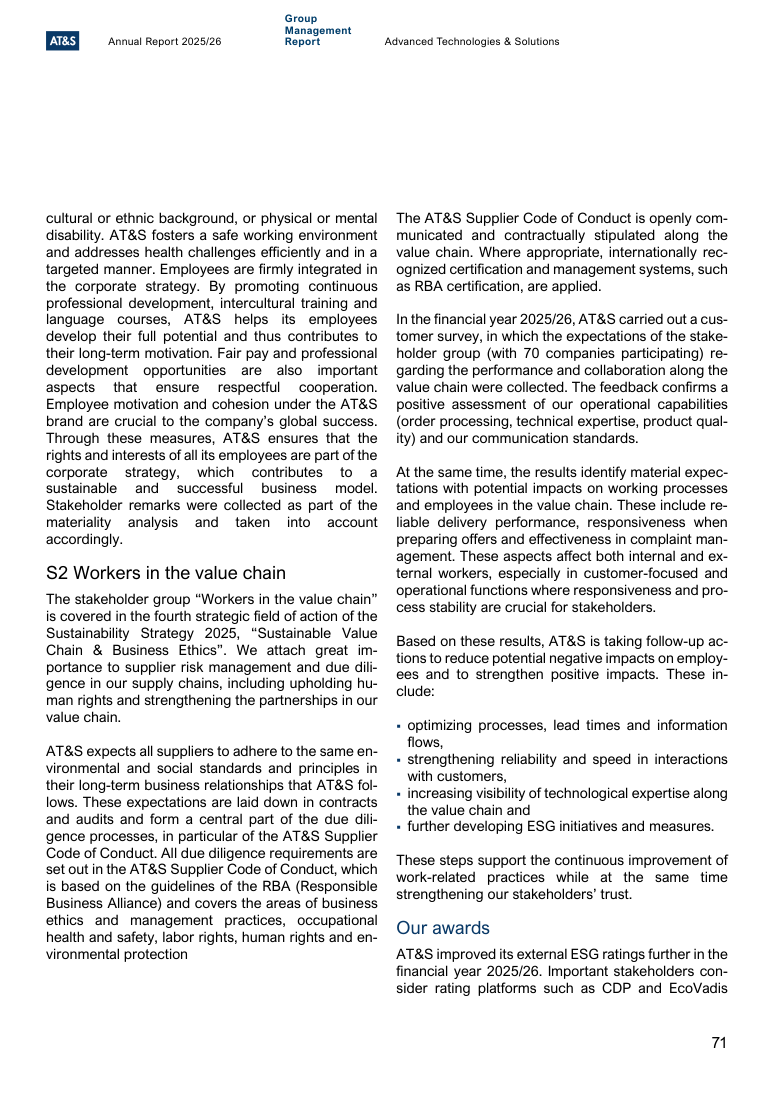 AT&S
Annual Report 2025/26
Group
Management
Report
Advanced Technologies & Solutions
cultural or ethnic background, or physical or mental
disability. AT&S fosters a safe working environment
and addresses health challenges efficiently and in a
targeted manner. Employees are firmly integrated in
the corporate strategy. By promoting continuous
professional development, intercultural training and
language courses, AT&S helps its employees
develop their full potential and thus contributes to
their long-term motivation. Fair pay and professional
development opportunities are also important
aspects that ensure respectful cooperation.
Employee motivation and cohesion under the AT&S
brand are crucial to the company’s global success.
Through these measures, AT&S ensures that the
rights and interests of all its employees are part of the
corporate strategy, which contributes to a
sustainable and successful business model.
Stakeholder remarks were collected as part of the
materiality analysis and taken into account
accordingly.
S2 Workers in the value chain
The stakeholder group “Workers in the value chain”
is covered in the fourth strategic field of action of the
Sustainability Strategy 2025, “Sustainable Value
Chain & Business Ethics”. We attach great im-
portance to supplier risk management and due dili-
gence in our supply chains, including upholding hu-
man rights and strengthening the partnerships in our
value chain.
AT&S expects all suppliers to adhere to the same en-
vironmental and social standards and principles in
their long-term business relationships that AT&S fol-
lows. These expectations are laid down in contracts
and audits and form a central part of the due dili-
gence processes, in particular of the AT&S Supplier
Code of Conduct. All due diligence requirements are
set out in the AT&S Supplier Code of Conduct, which
is based on the guidelines of the RBA (Responsible
Business Alliance) and covers the areas of business
ethics and management practices, occupational
health and safety, labor rights, human rights and en-
vironmental protection
The AT&S Supplier Code of Conduct is openly com-
municated and contractually stipulated along the
value chain. Where appropriate, internationally rec-
ognized certification and management systems, such
as RBA certification, are applied.
In the financial year 2025/26, AT&S carried out a cus-
tomer survey, in which the expectations of the stake-
holder group (with 70 companies participating) re-
garding the performance and collaboration along the
value chain were collected. The feedback confirms a
positive assessment of our operational capabilities
(order processing, technical expertise, product qual-
ity) and our communication standards.
At the same time, the results identify material expec-
tations with potential impacts on working processes
and employees in the value chain. These include re-
liable delivery performance, responsiveness when
preparing offers and effectiveness in complaint man-
agement. These aspects affect both internal and ex-
ternal workers, especially in customer-focused and
operational functions where responsiveness and pro-
cess stability are crucial for stakeholders.
Based on these results, AT&S is taking follow-up ac-
tions to reduce potential negative impacts on employ-
ees and to strengthen positive impacts. These in-
clude:
▪ optimizing processes, lead times and information
flows,
▪ strengthening reliability and speed in interactions
with customers,
▪ increasing visibility of technological expertise along
the value chain and
▪ further developing ESG initiatives and measures.
These steps support the continuous improvement of
work-related practices while at the same time
strengthening our stakeholders’ trust.
Our awards
AT&S improved its external ESG ratings further in the
financial year 2025/26. Important stakeholders con-
sider rating platforms such as CDP and EcoVadis
71